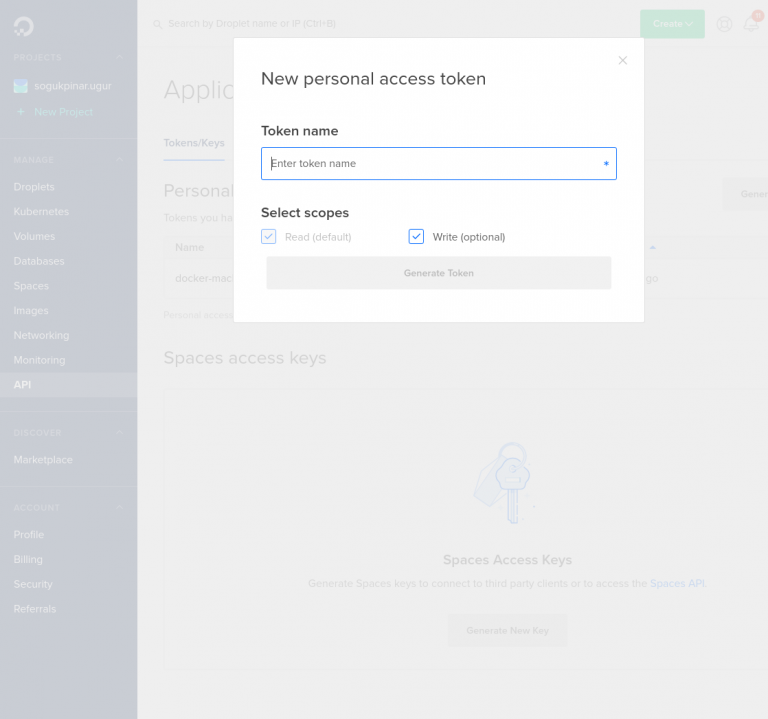 Search by Droplet name or IP (Ctrl+B)
Create
PROJECTS
sogukpinar.ugur
+ New Project
MANAGE
Droplets
Kubernetes
Volumes
Databases
Spaces
Images
Networking
Monitoring
API
DISCOVER
Marketplace
ACCOUNT
Profile
Billing
Security
Referrals
Applic
Tokens/Keys
Personal
Gener
Tokens you ha
Name
docker-mac
go
Personal access
New personal access token
Token name
Enter token name
*
Select scopes
Read (default) Write (optional)
Generate Token
Spaces access keys
Spaces Access Keys
Generate Spaces keys to connect to third party clients or to access the Spaces API.
Generate New Key